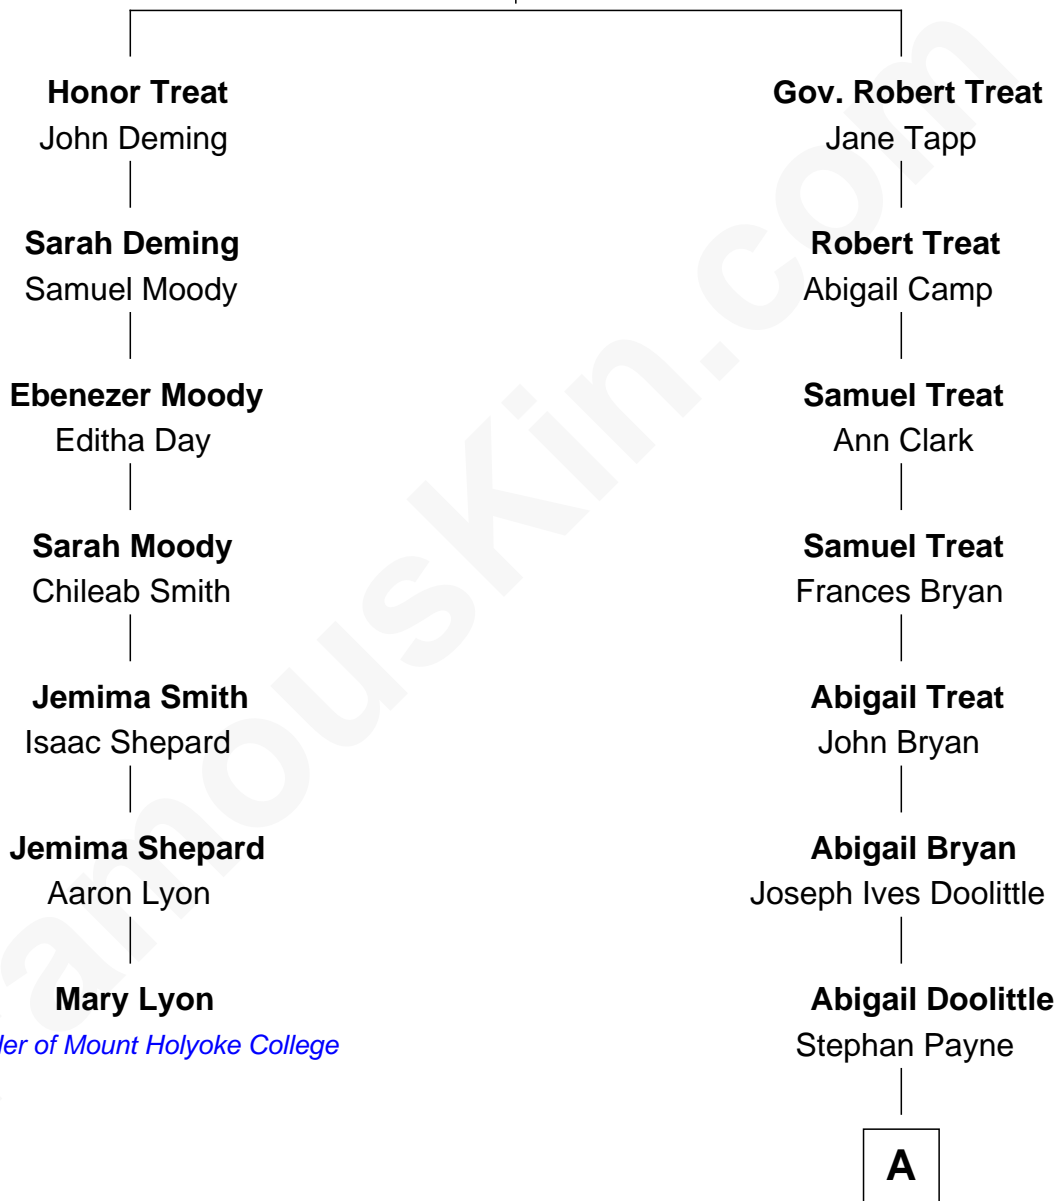 Honor Treat
John Deming
Sarah Deming
Samuel Moody
Ebenezer Moody
Editha Day
Sarah Moody
Chileab Smith
Jemima Smith
Isaac Shepard
Jemima Shepard
Aaron Lyon
Mary Lyon
of Mount Holyoke College
Gov. Robert Treat
Jane Tapp
Robert Treat
Abigail Camp
Samuel Treat
Ann Clark
Samuel Treat
Frances Bryan
Abigail Treat
John Bryan
Abigail Bryan
Joseph Ives Doolittle
Abigail Doolittle
Stephan Payne
A
amouskin.com